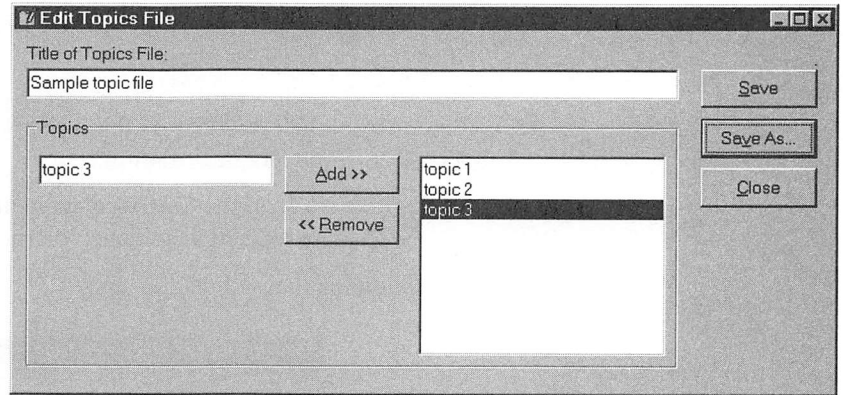 Edit Topics File
Title of Topics File:
Sample topic file
Save
Topics
Save As...
topic 3
Add >>
topic 1
topic 2
topic 3
Close
<< Remove